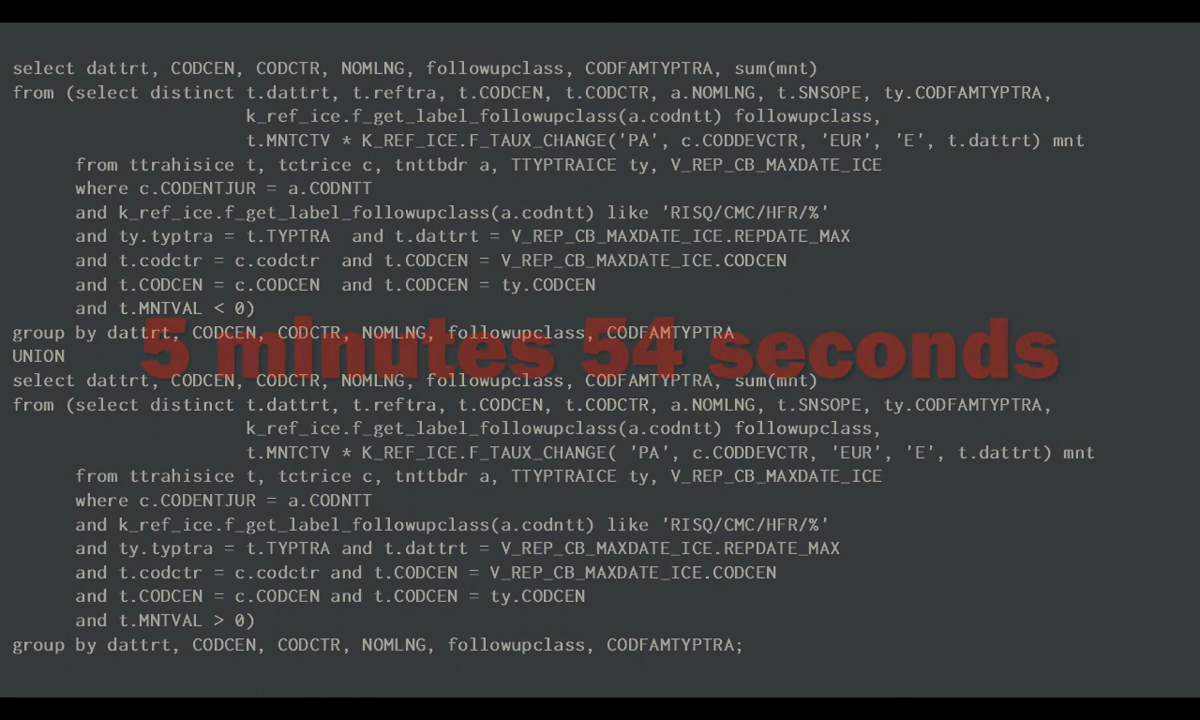 select dattrt, CODCEN, CODCTR, NOMLNG, followupclass, CODFAMTYPTRA, sum(mnt)
from (select distinct t.dattrt, t.reftra, t.CODCEN, t.CODCTR, a.NOMLNG, t.SNSOPE, ty.CODFAMTYPTRA,
k_ref_ice.f_get_label_followupclass(a.codntt) followupclass,
t.MNTCTV * K_REF_ICE.F_TAUX_CHANGE('PA', c.CODDEVCTR, 'EUR', 'E', t.dattrt) mnt
from ttrahisice t, tctrice c, tnttbdr a, TTYPTRAICE ty, V_REP_CB_MAXDATE_ICE
where c.CODENTJUR = a.CODNTT
and k_ref_ice.f_get_label_followupclass(a.codntt) like 'RISQ/CMC/HFR/%'
and ty.typtra = t.TYPTRA  and t.dattrt = V_REP_CB_MAXDATE_ICE.REPDATE_MAX
and t.codctr = c.codctr  and t.CODCEN = V_REP_CB_MAXDATE_ICE.CODCEN
and t.CODCEN = c.CODCEN  and t.CODCEN = ty.CODCEN
and t.MNTVAL < 0)
group by dattrt, CODCEN, CODCTR, NOMLNG, followupclass, CODFAMTYPTRA
UNION
5 minutes 54 seconds
select dattrt, CODCEN, CODCTR, NOMLNG, followupclass, CODFAMTYPTRA, sum(mnt)
from (select distinct t.dattrt, t.reftra, t.CODCEN, t.CODCTR, a.NOMLNG, t.SNSOPE, ty.CODFAMTYPTRA,
k_ref_ice.f_get_label_followupclass(a.codntt) followupclass,
t.MNTCTV * K_REF_ICE.F_TAUX_CHANGE( 'PA', c.CODDEVCTR, 'EUR', 'E', t.dattrt) mnt
from ttrahisice t, tctrice c, tnttbdr a, TTYPTRAICE ty, V_REP_CB_MAXDATE_ICE
where c.CODENTJUR = a.CODNTT
and k_ref_ice.f_get_label_followupclass(a.codntt) like 'RISQ/CMC/HFR/%'
and ty.typtra = t.TYPTRA and t.dattrt = V_REP_CB_MAXDATE_ICE.REPDATE_MAX
and t.codctr = c.codctr and t.CODCEN = V_REP_CB_MAXDATE_ICE.CODCEN
and t.CODCEN = c.CODCEN and t.CODCEN = ty.CODCEN
and t.MNTVAL > 0)
group by dattrt, CODCEN, CODCTR, NOMLNG, followupclass, CODFAMTYPTRA;